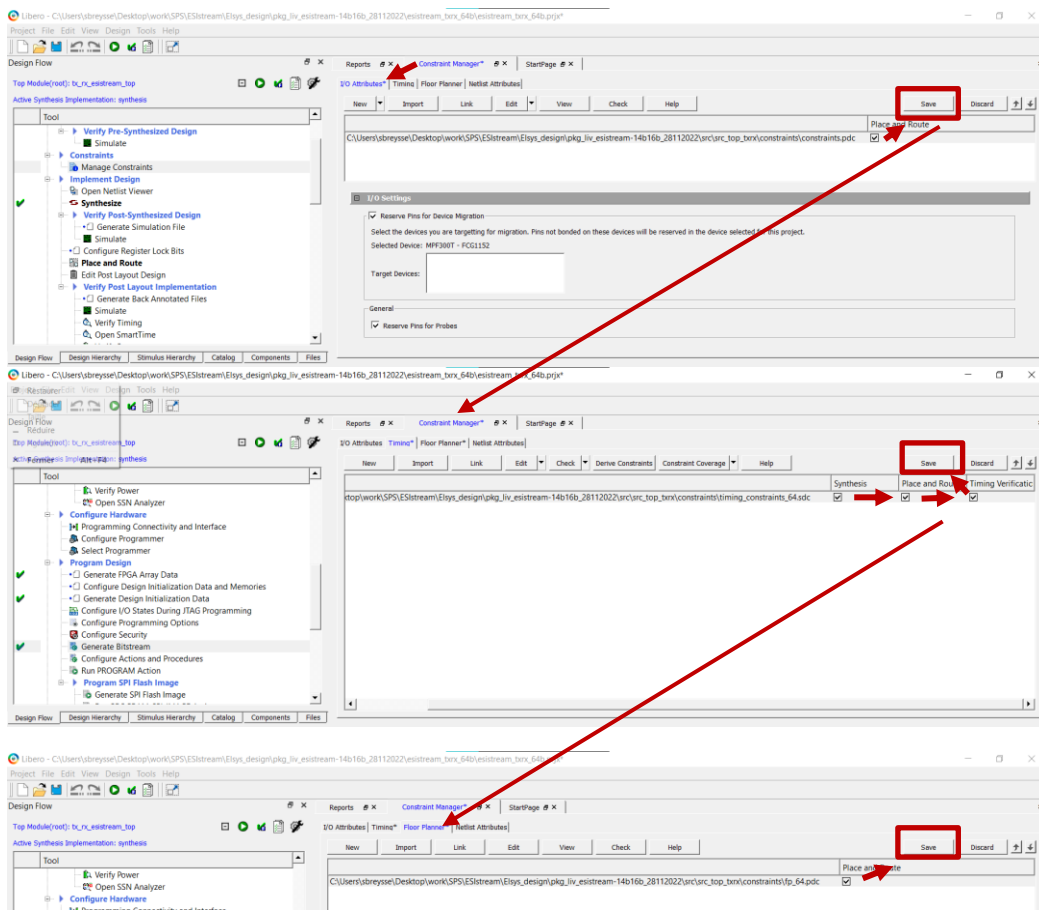 Libero - C:\Users\sbreysse\Desktop\work\SPS\ESIstream\Elsys_design\pkg_liv_esistream-14b16b_28112022\esistream_txrx_64b\esistream_txrx_64b.prjx*
Project File Edit View Design Tools Help
Design Flow
Reports
Constraint Manager*
StartPage
Top Module(root): tx_rx_esistream_top
I/O Attributes* Timing Floor Planner Netlist Attributes
Active Synthesis Implementation: synthesis
New Import Link Edit View Check Help Save Discard
Tool
Place and Route
C:\Users\sbreysse\Desktop\work\SPS\ESIstream\Elsys_design\pkg_liv_esistream-14b16b_28112022\src\src_top_txrx\constraints\constraints.pdc
Verify Pre-Synthesized Design
Simulate
Constraints
Manage Constraints
Implement Design
Open Netlist Viewer
Synthesize
Verify Post-Synthesized Design
Generate Simulation File
Simulate
Configure Register Lock Bits
Place and Route
Edit Post Layout Design
Verify Post Layout Implementation
Generate Back Annotated Files
Simulate
Verify Timing
Open SmartTime
I/O Settings
Reserve Pins for Device Migration
Select the devices you are targetting for migration. Pins not bonded on these devices will be reserved in the device selected for this project.
Selected Device: MPF300T - FCG1152
Target Devices:
General
Reserve Pins for Probes
Design Flow Design Hierarchy Stimulus Hierarchy Catalog Components Files
Libero - C:\Users\sbreysse\Desktop\work\SPS\ESIstream\Elsys_design\pkg_liv_esistream-14b16b_28112022\esistream_txrx_64b\esistream_txrx_64b.prjx*
Restaurer Edit View Design Tools Help
Design Flow
Réduire
Fermer Alt+F4
Reports
Constraint Manager*
StartPage
Top Module(root): tx_rx_esistream_top
I/O Attributes Timing* Floor Planner* Netlist Attributes
synthesis
New Import Link Edit Check Derive Constraints Constraint Coverage Help Save Discard
Tool
Synthesis Place and Rou Timing Verificatic
ktop\work\SPS\ESIstream\Elsys_design\pkg_liv_esistream-14b16b_28112022\src\src_top_txrx\constraints\timing_constraints_64.sdc
Verify Power
Open SSN Analyzer
Configure Hardware
Programming Connectivity and Interface
Configure Programmer
Select Programmer
Program Design
Generate FPGA Array Data
Configure Design Initialization Data and Memories
Generate Design Initialization Data
Configure I/O States During JTAG Programming
Configure Programming Options
Configure Security
Generate Bitstream
Configure Actions and Procedures
Run PROGRAM Action
Program SPI Flash Image
Generate SPI Flash Image
Design Flow Design Hierarchy Stimulus Hierarchy Catalog Components Files
Libero - C:\Users\sbreysse\Desktop\work\SPS\ESIstream\Elsys_design\pkg_liv_esistream-14b16b_28112022\esistream_txrx_64b\esistream_txrx_64b.prjx*
Project File Edit View Design Tools Help
Design Flow
Reports
Constraint Manager*
StartPage
Top Module(root): tx_rx_esistream_top
I/O Attributes Timing* Floor Planner* Netlist Attributes
Active Synthesis Implementation: synthesis
New Import Link Edit View Check Help Save Discard
Tool
Place and Route
C:\Users\sbreysse\Desktop\work\SPS\ESIstream\Elsys_design\pkg_liv_esistream-14b16b_28112022\src\src_top_txrx\constraints\fp_64.pdc
Verify Power
Open SSN Analyzer
Configure Hardware